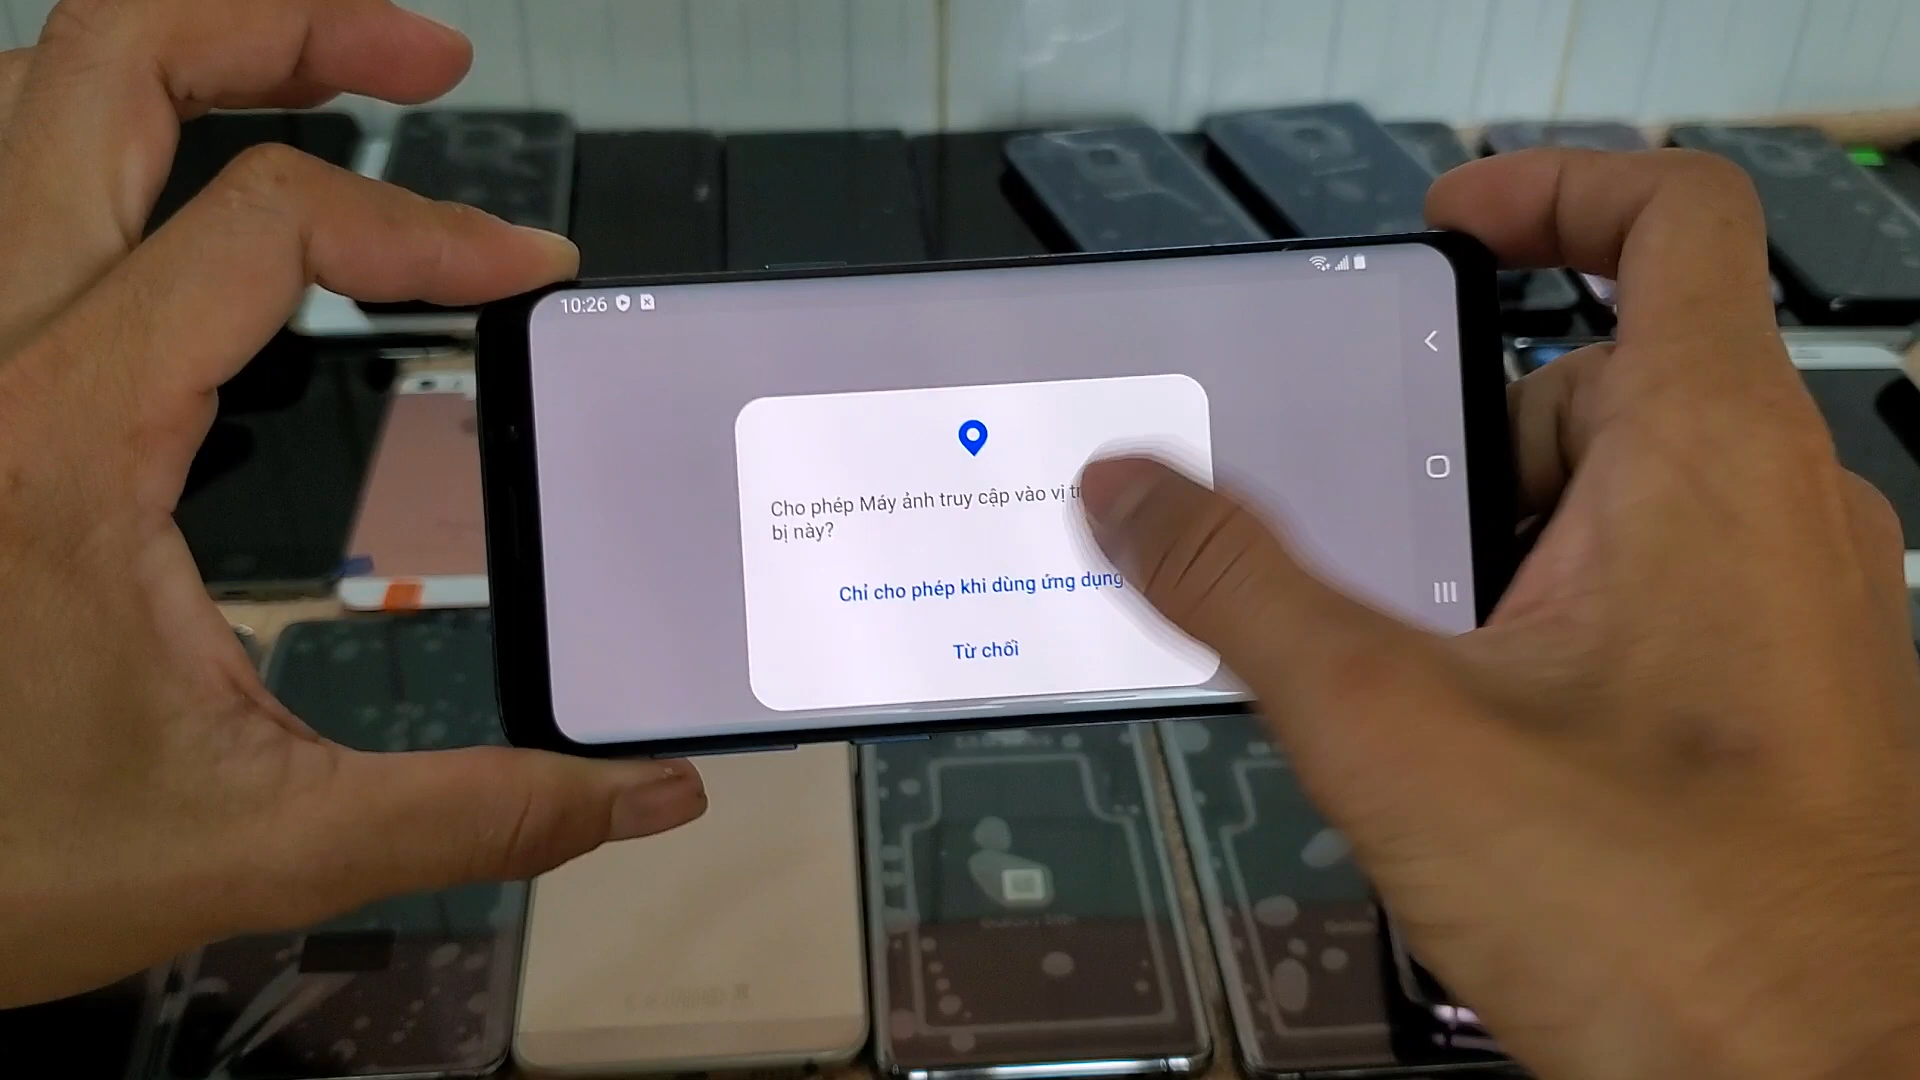 10:26
Cho phép Máy ảnh truy cập vào vị
bị này?
Chỉ cho phép khi dùng ứng dụng
Từ chối